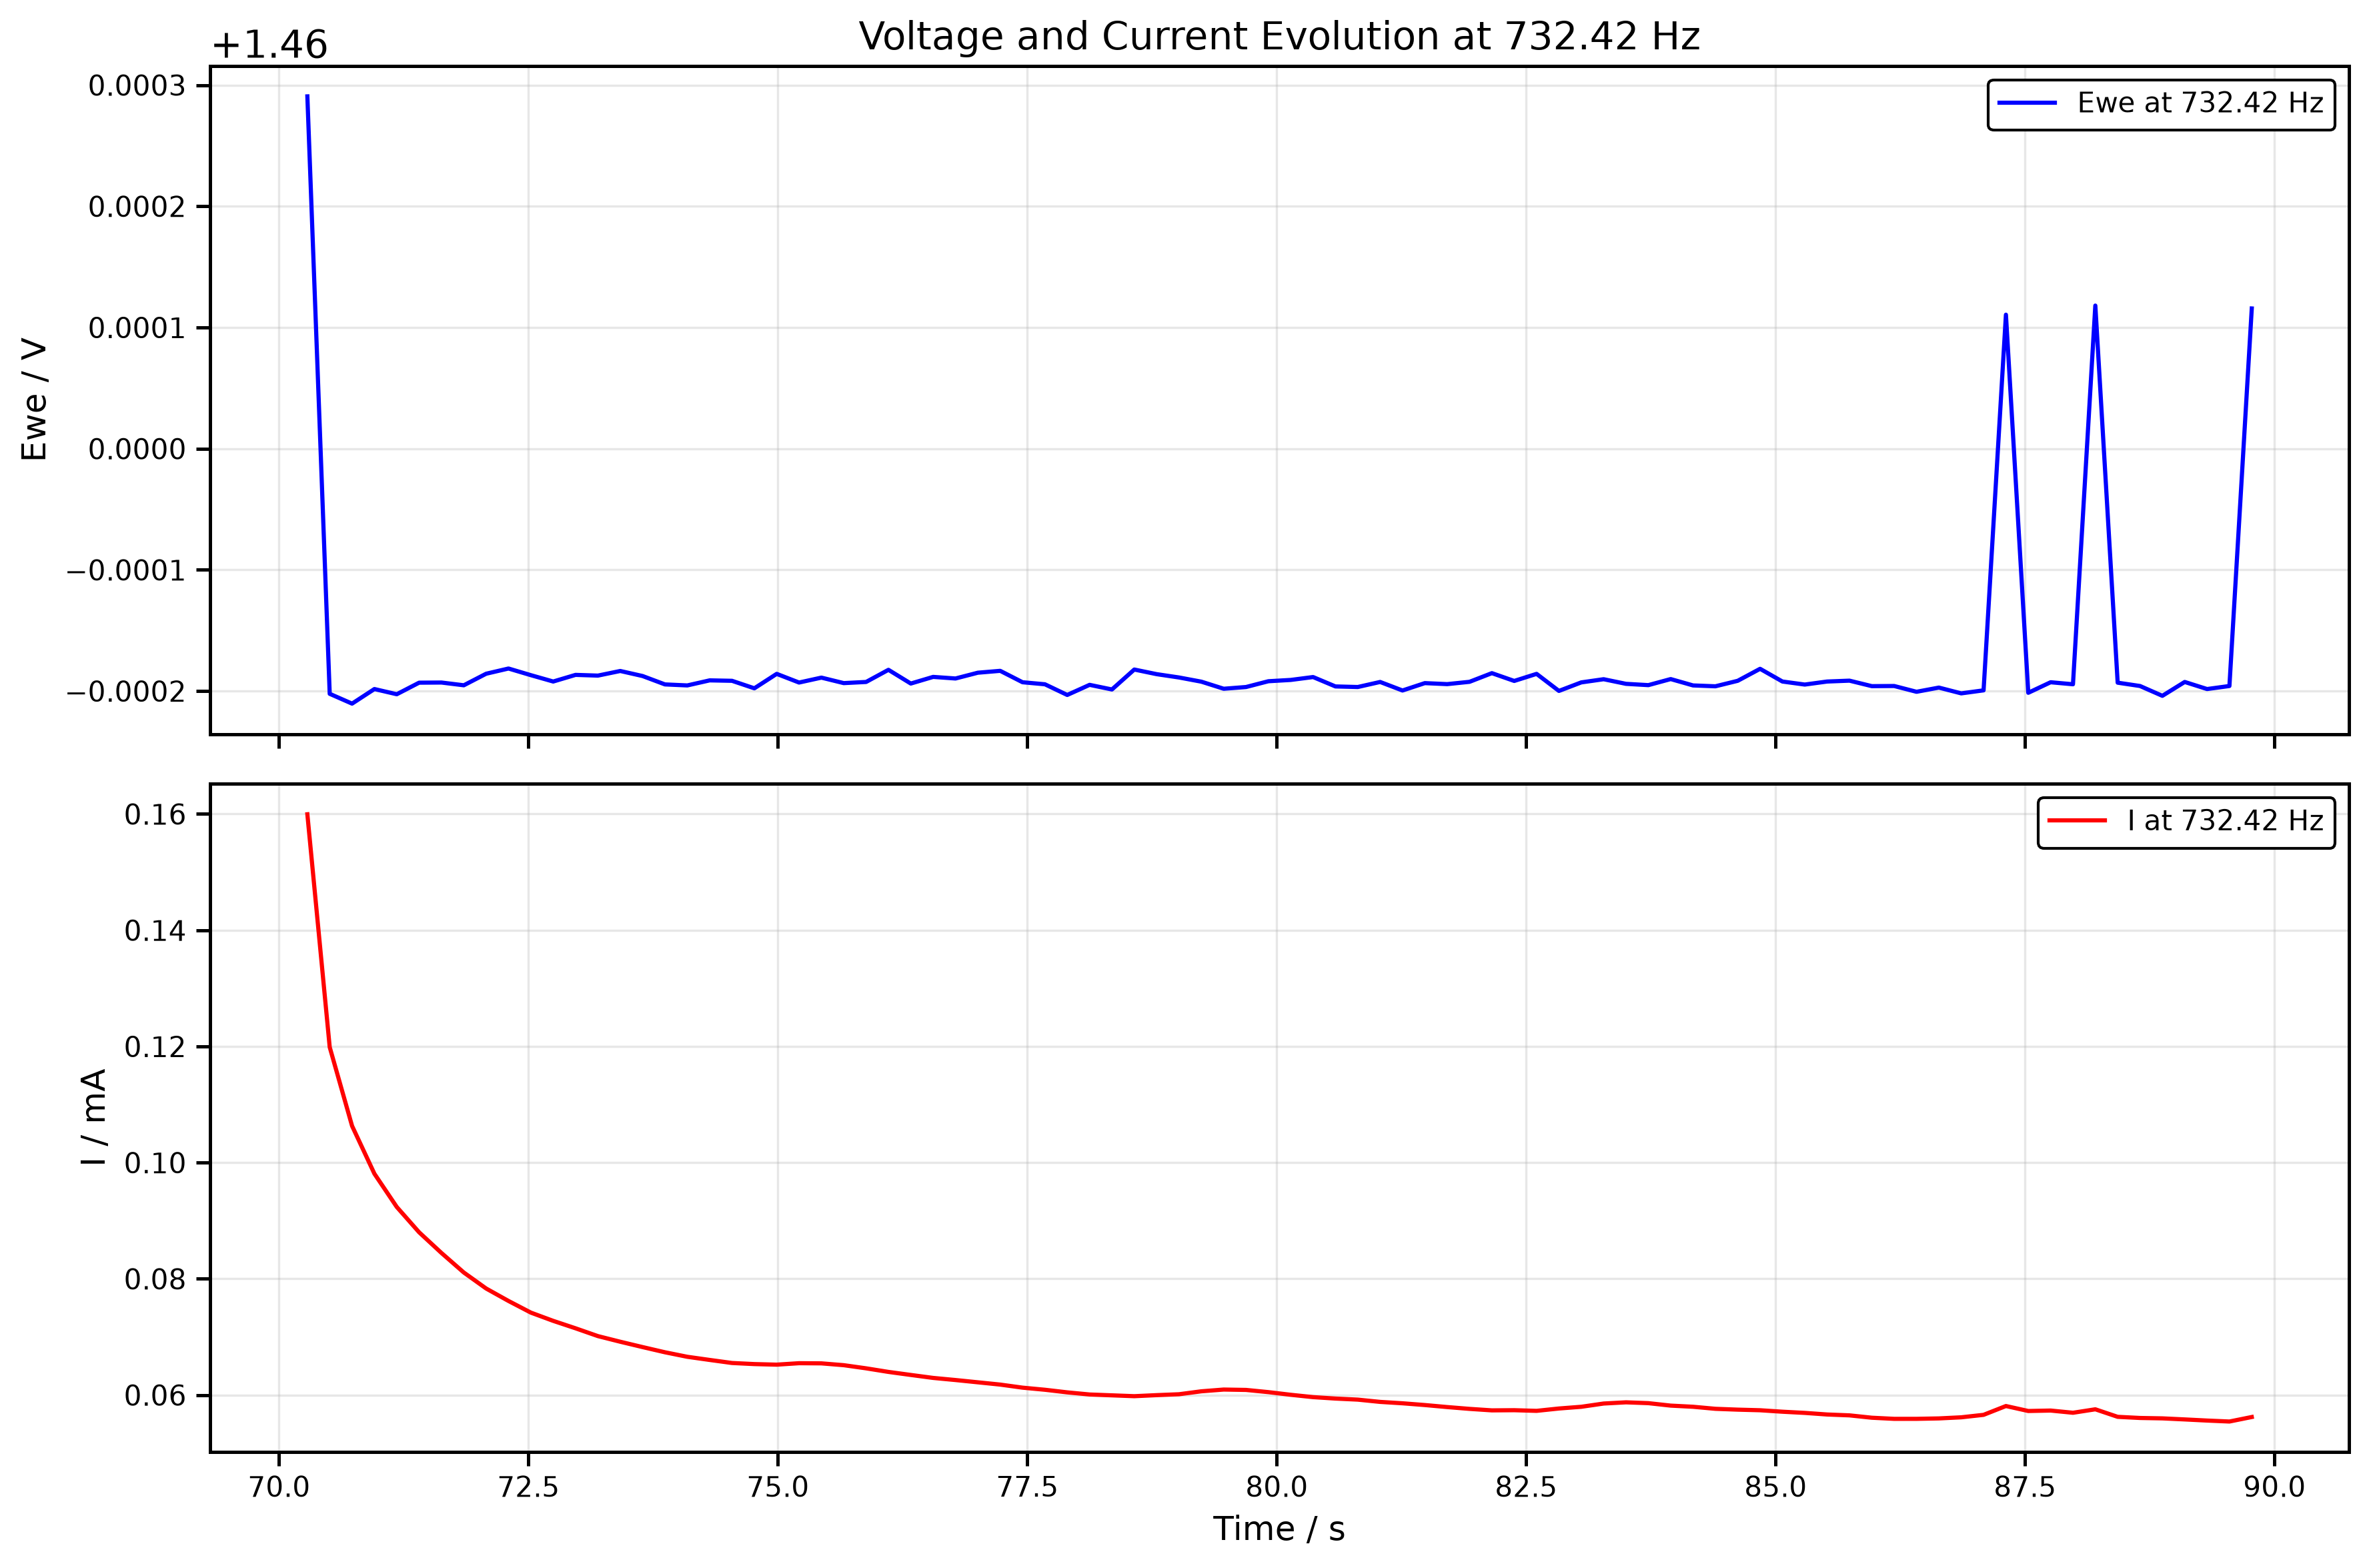 Voltage and Current Evolution at 732.42 Hz
+1.46
Ewe at 732.42 Hz
0.0003
0.0002
0.0001
0.0000
−0.0001
−0.0002
Ewe / V
I at 732.42 Hz
0.16
0.14
0.12
0.10
0.08
0.06
I / mA
70.0 72.5 75.0 77.5 80.0 82.5 85.0 87.5 90.0
Time / s